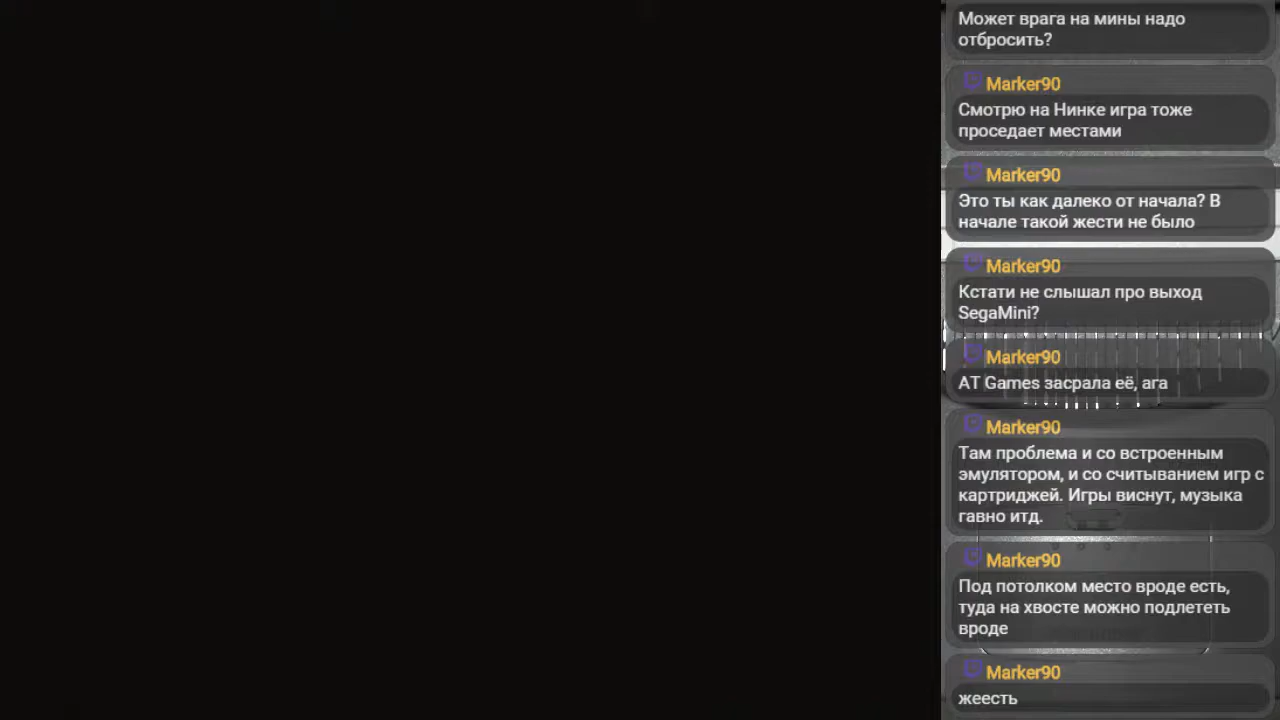 Может врага на мины надо
отбросить?
Marker90
Смотрю на Нинке игра тоже
проседает местами
Marker90
Это ты как далеко от начала? В
начале такой жести не было
Marker90
Кстати не слышал про выход
SegaMini?
Marker90
AT Games засрала её, ага
Marker90
Там проблема и со встроенным
эмулятором, и со считыванием игр с
картриджей. Игры виснут, музыка
гавно итд.
Marker90
Под потолком место вроде есть,
туда на хвосте можно подлететь
вроде
Marker90
жеесть